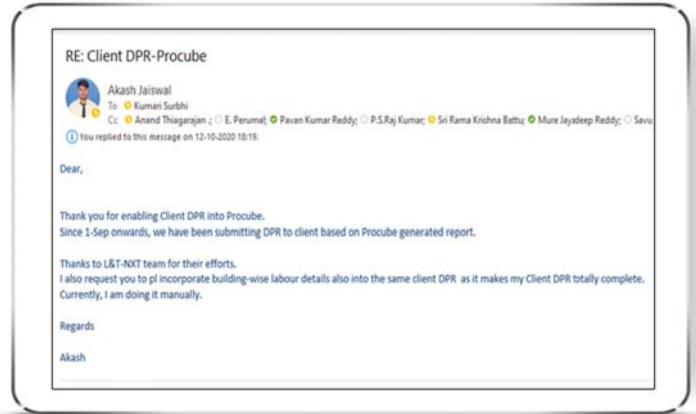 RE: Client DPR-Procube
Akash Jaiswal
To Kumari Surbhi
Cc Anand Thiagarajan .; E. Perumal; Pavan Kumar Reddy; P.S.Raj Kumar; Sri Rama Krishna Battu; Mure Jayadeep Reddy; Savu
You replied to this message on 12-10-2020 18:19.
Dear,
Thank you for enabling Client DPR into Procube.
Since 1-Sep onwards, we have been submitting DPR to client based on Procube generated report.
Thanks to L&T-NXT team for their efforts.
I also request you to pl incorporate building-wise labour details also into the same client DPR as it makes my Client DPR totally complete.
Currently, I am doing it manually.
Regards
Akash